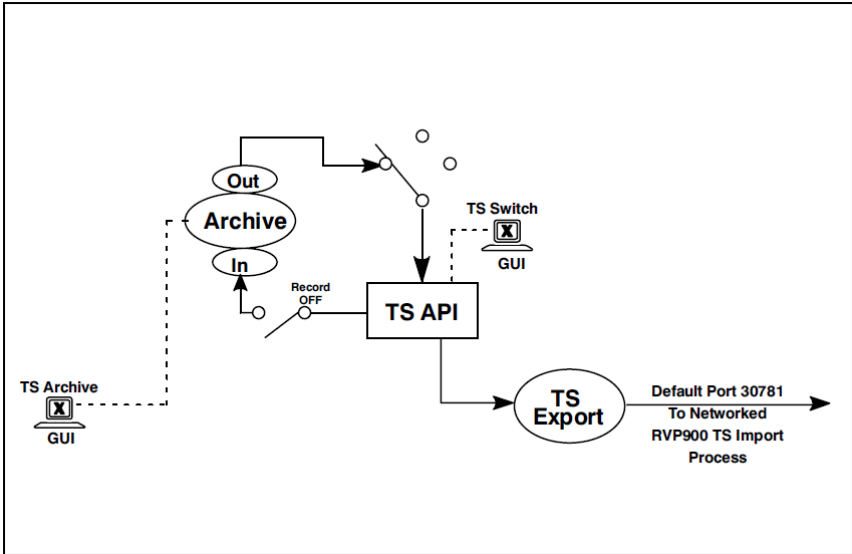 Out
Archive
In
Record
OFF
TS Switch
X
GUI
TS API
TS Archive
X
GUI
TS
Export
Default Port 30781
To Networked
RVP900 TS Import
Process